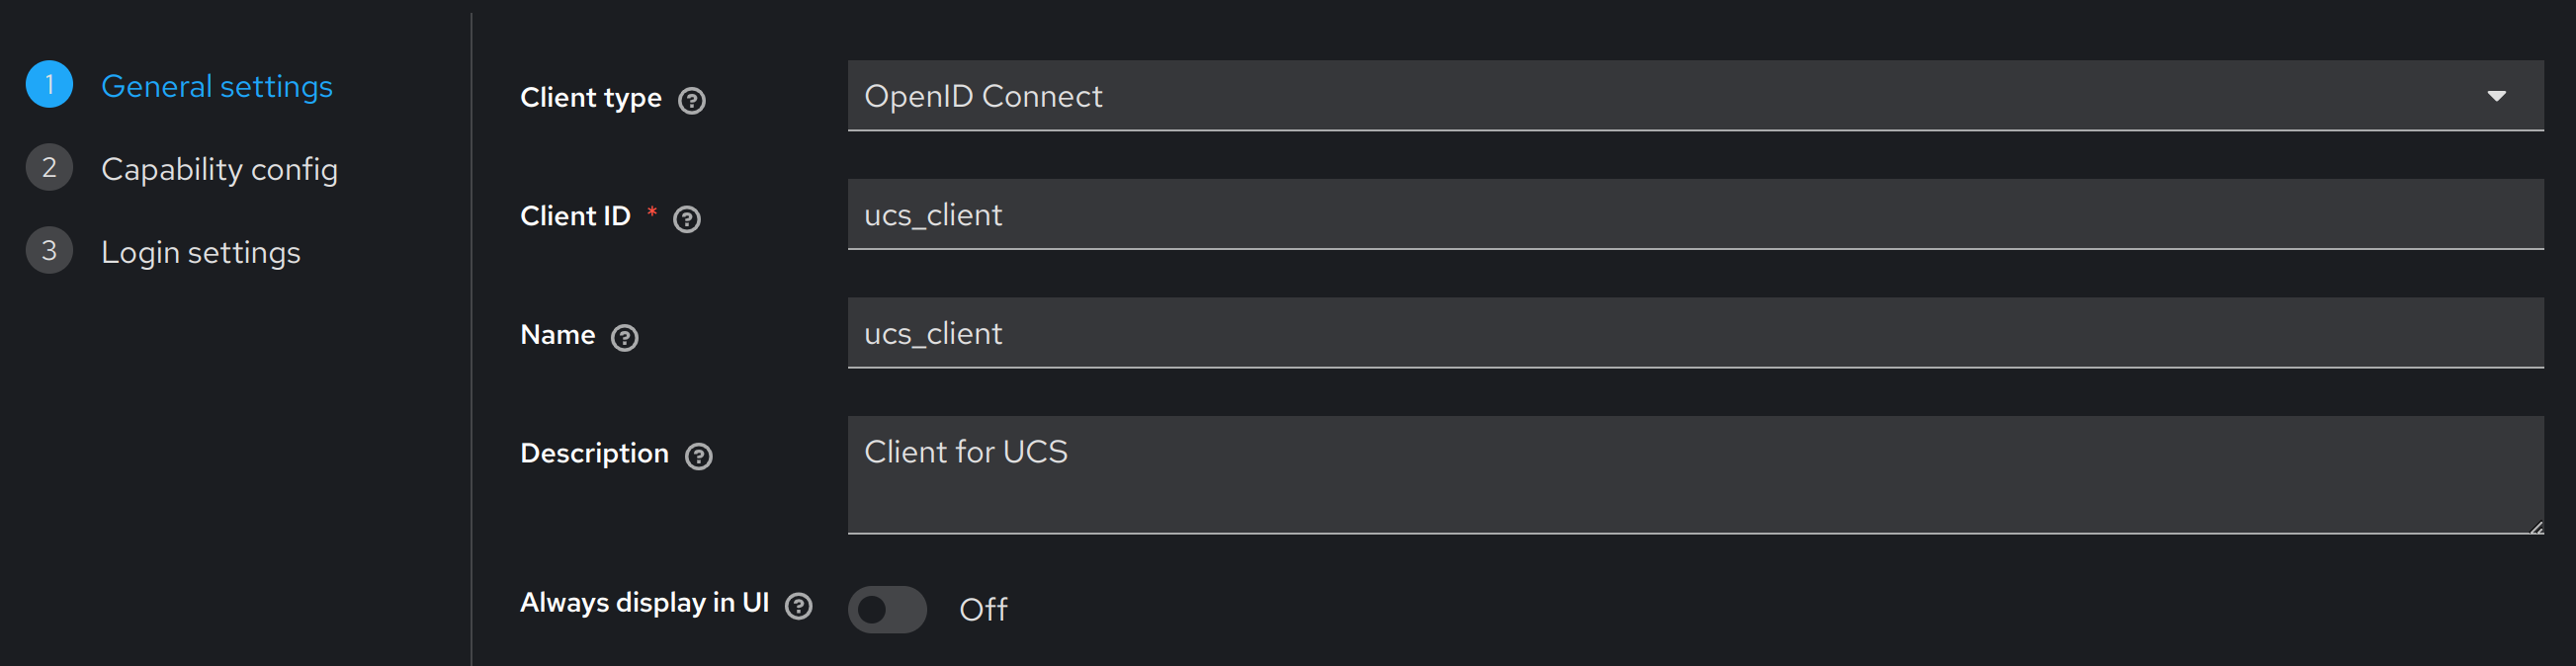 1 General settings
2 Capability config
3 Login settings
Client type ? OpenID Connect
Client ID * ? ucs_client
Name ? ucs_client
Description ? Client for UCS
Always display in UI ? Off